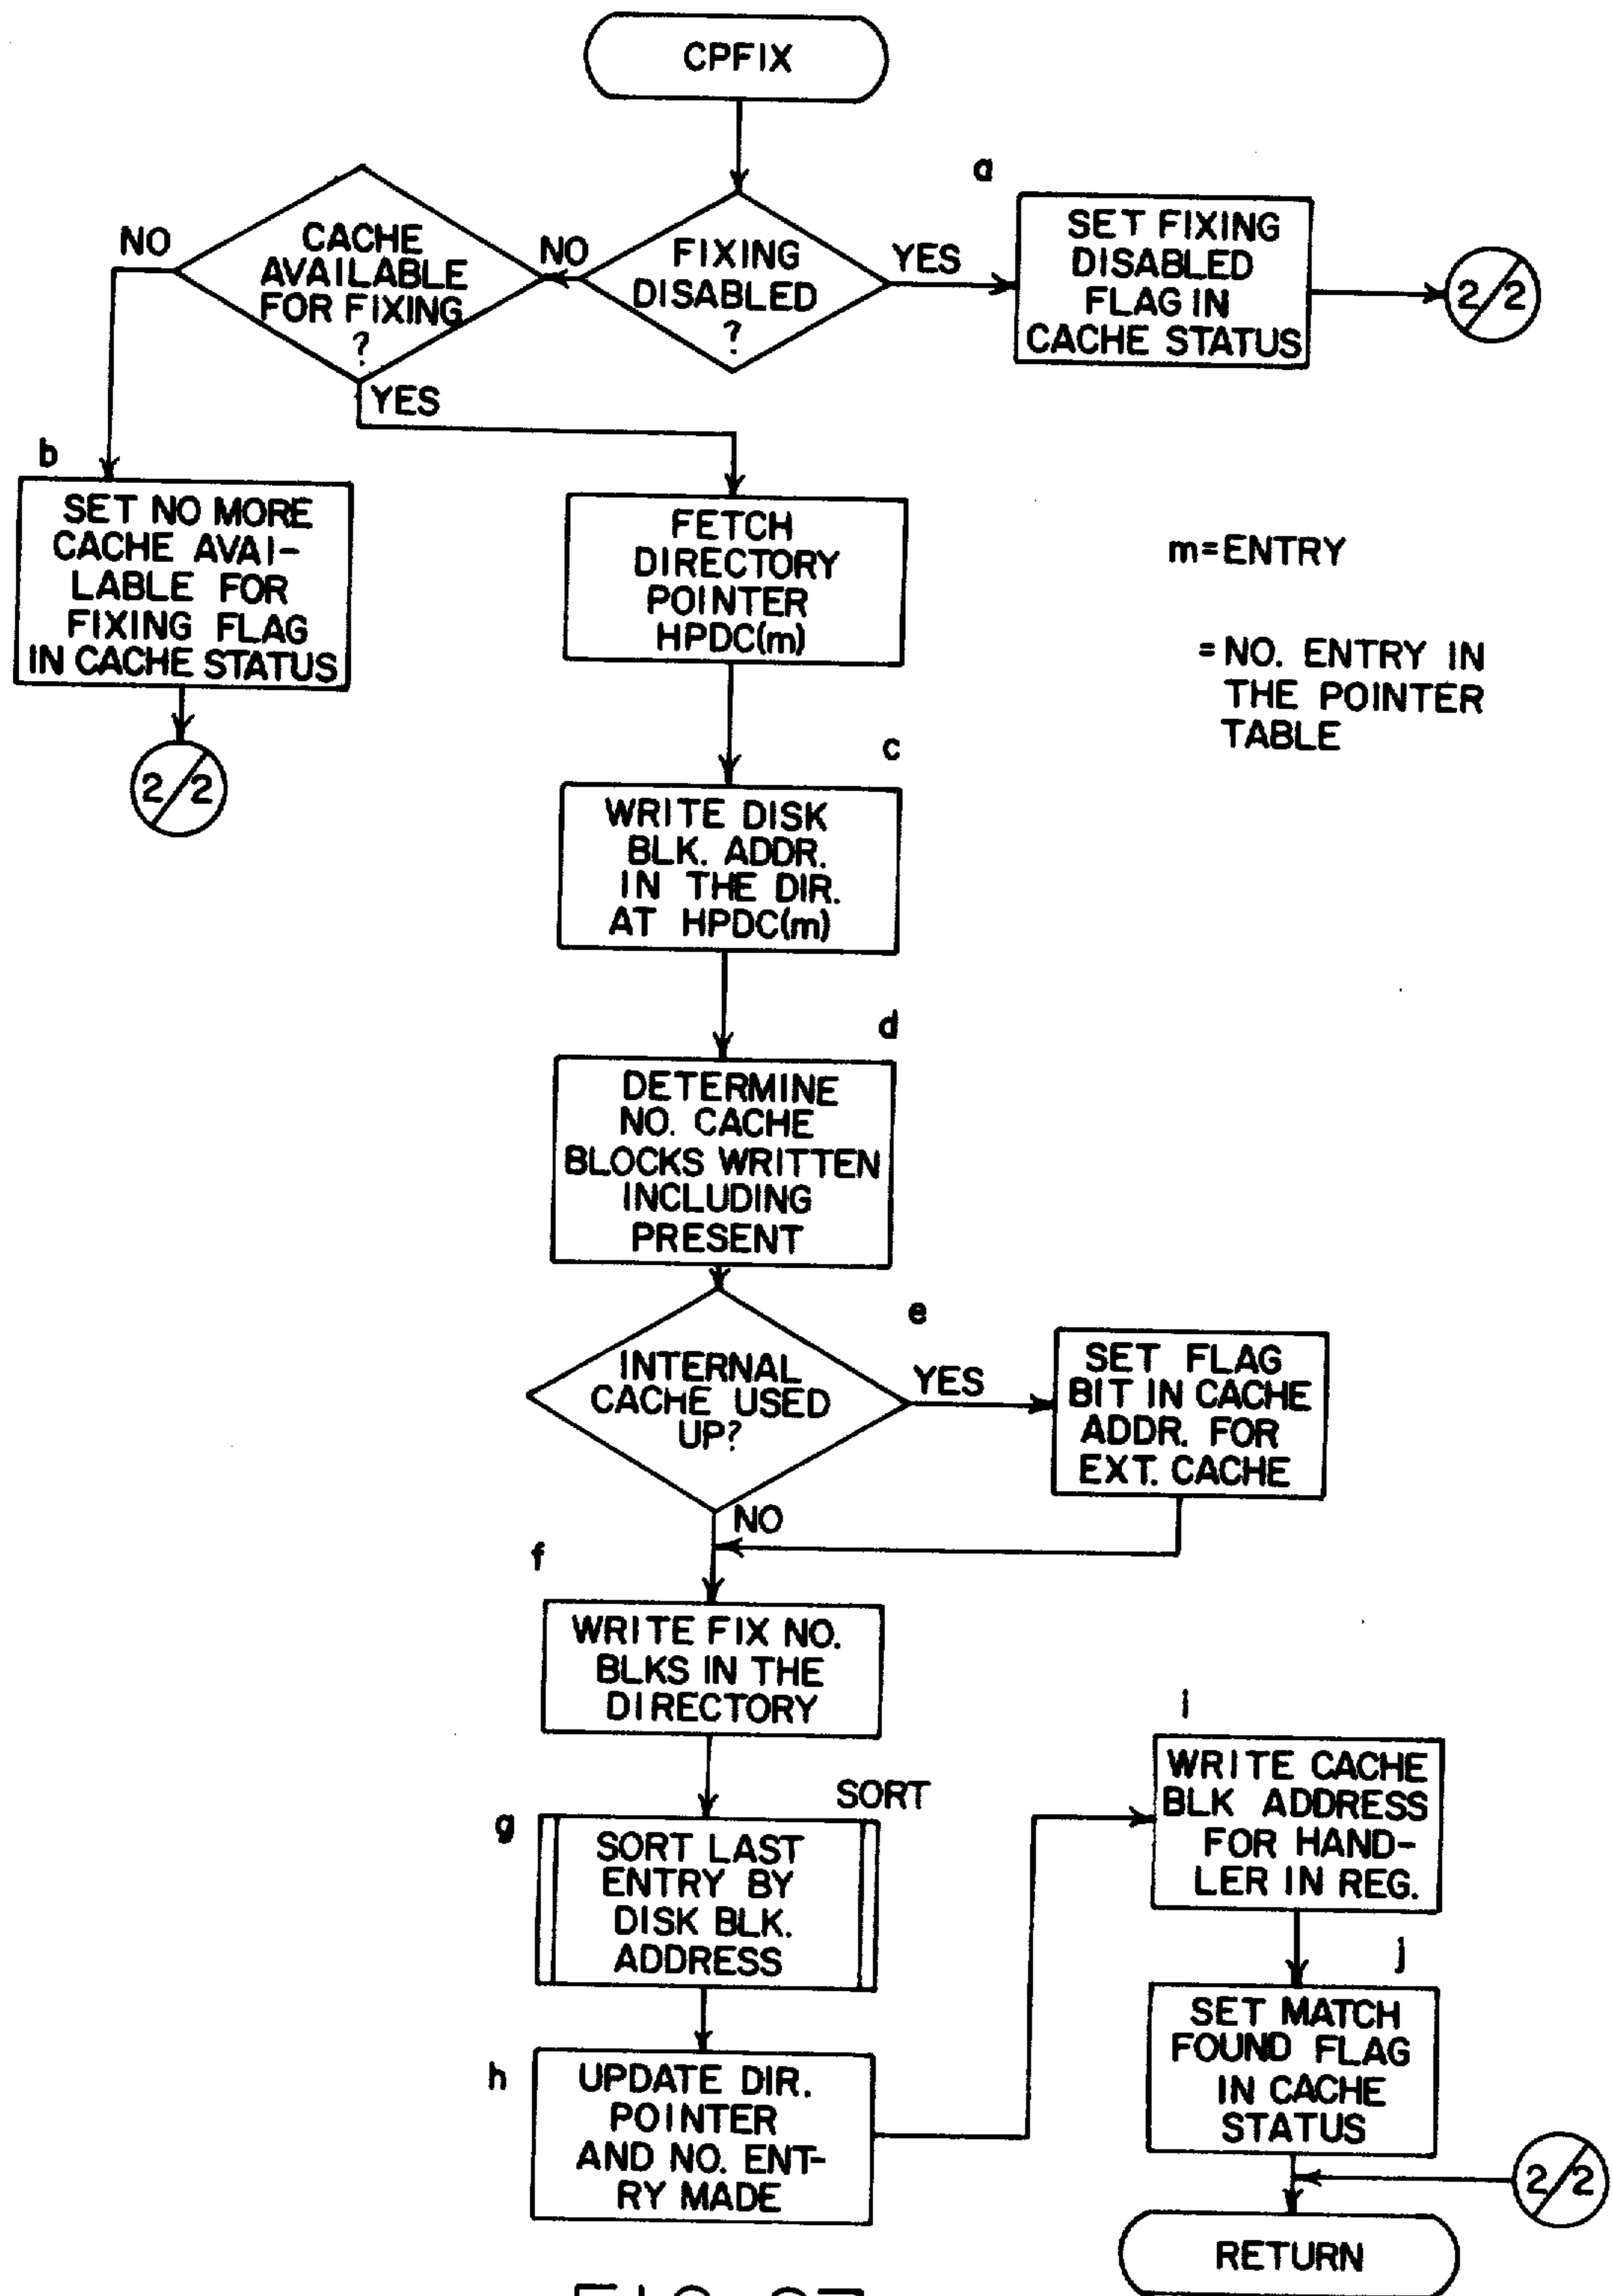 CPFIX
a
NO
CACHE
AVAILABLE
FOR FIXING
?
NO
FIXING
DISABLED
?
YES
SET FIXING
DISABLED
FLAG IN
CACHE STATUS
2/2
YES
b
SET NO MORE
CACHE AVAI-
LABLE FOR
FIXING FLAG
IN CACHE STATUS
2/2
FETCH
DIRECTORY
POINTER
HPDC(m)
m=ENTRY
=NO. ENTRY IN
THE POINTER
TABLE
c
WRITE DISK
BLK. ADDR.
IN THE DIR.
AT HPDC(m)
d
DETERMINE
NO. CACHE
BLOCKS WRITTEN
INCLUDING
PRESENT
e
INTERNAL
CACHE USED
UP?
YES
SET FLAG
BIT IN CACHE
ADDR. FOR
EXT. CACHE
NO
f
WRITE FIX NO.
BLKS IN THE
DIRECTORY
SORT
g
SORT LAST
ENTRY BY
DISK BLK.
ADDRESS
h
UPDATE DIR.
POINTER
AND NO. ENT-
RY MADE
i
WRITE CACHE
BLK ADDRESS
FOR HAND-
LER IN REG.
j
SET MATCH
FOUND FLAG
IN CACHE
STATUS
2/2
RETURN